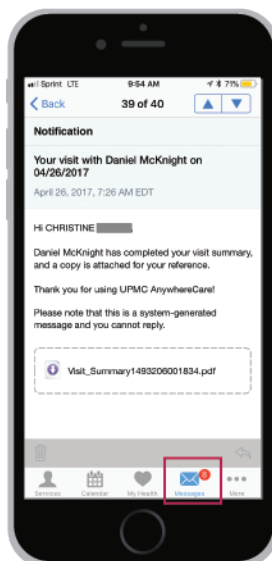 Sprint LTE 9:54 AM 71%
Back 39 of 40
Notification
Your visit with Daniel McKnight on
04/26/2017
April 26, 2017, 7:26 AM EDT
Hi CHRISTINE
Daniel McKnight has completed your visit summary,
and a copy is attached for your reference.
Thank you for using UPMC AnywhereCare!
Please note that this is a system-generated
message and you cannot reply.
Visit_Summary1493206001834.pdf
8
Services Calendar My Health Messages More